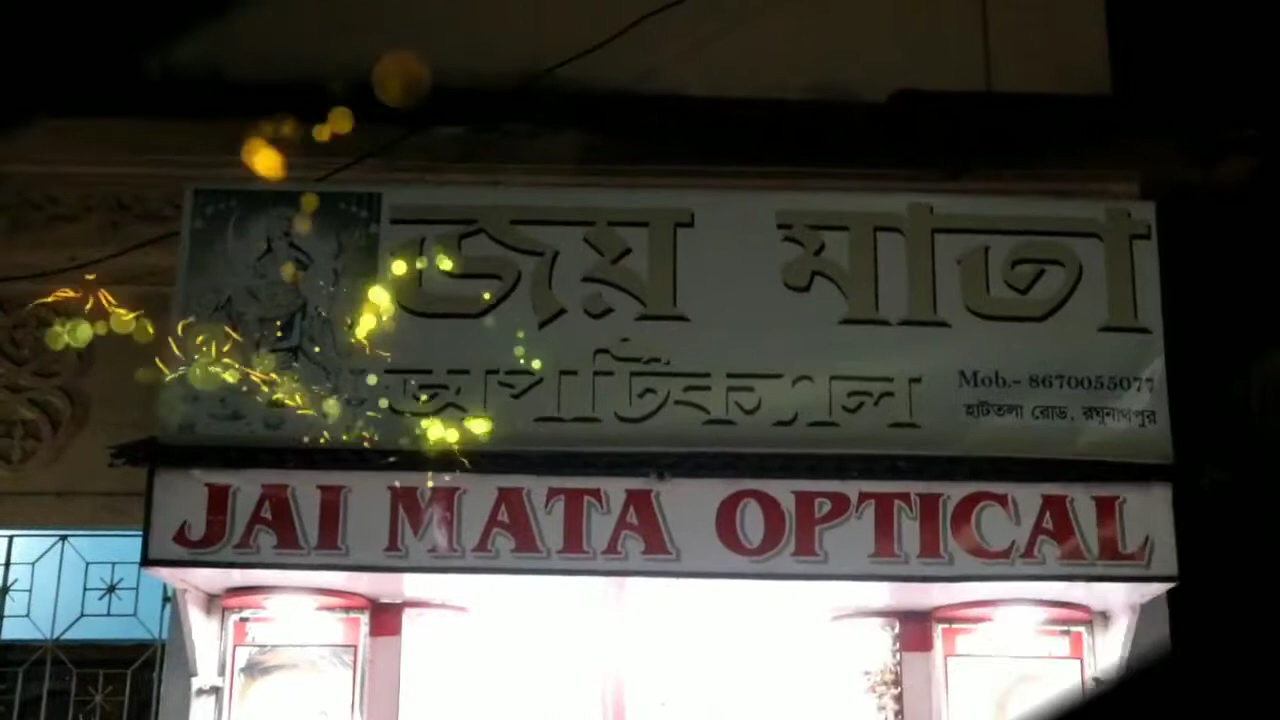 জয় মাতা
অপটিক্যাল
Mob.- 8670055077
হাটতলা রোড, রঘুনাথপুর
JAI MATA OPTICAL